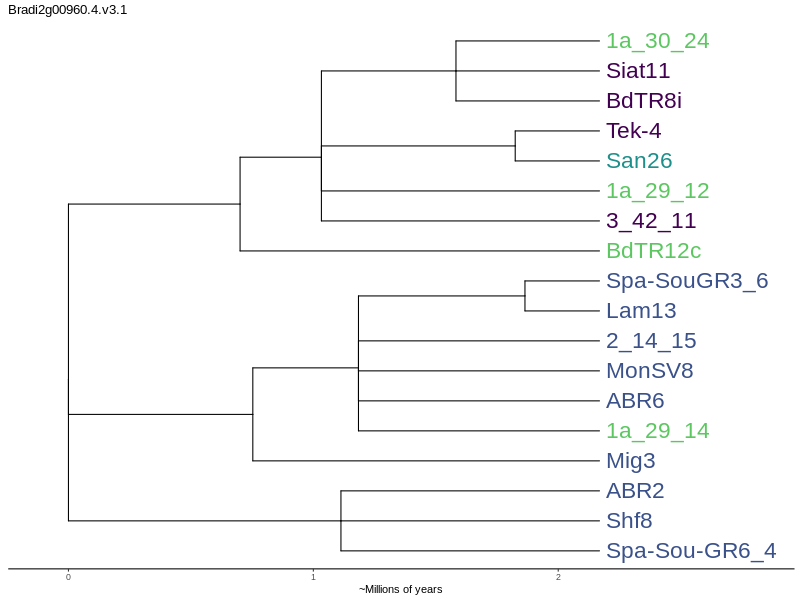 Bradi2g00960.4.v3.1
1a_30_24
Siat11
BdTR8i
Tek-4
San26
1a_29_12
3_42_11
BdTR12c
Spa-SouGR3_6
Lam13
2_14_15
MonSV8
ABR6
1a_29_14
Mig3
ABR2
Shf8
Spa-Sou-GR6_4
0 1 2
~Millions of years